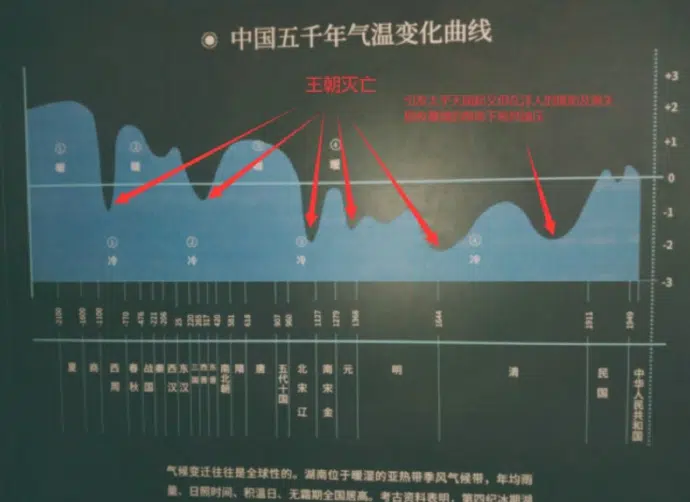 中国五千年气温变化曲线
王朝灭亡
+3
+2
+1
0
-1
-2
-3
① 暖
② 暖
③ 暖
④ 暖
① 冷
② 冷
③ 冷
④ 冷
-2100
-1600
-1100
-770
-476
-221
-206
25
220
265
317
420
581
618
907
960
1127
1279
1368
1644
1911
1949
夏
商
西周
春秋
战国
秦
西汉
东汉
三国
西晋
东晋
南北朝
隋
唐
五代十国
北宋 辽
南宋 金
元
明
清
民国
中华人民共和国
气候变迁往往是全球性的。湖南位于暖湿的亚热带季风气候带，年均雨
量、日照时间、积温日、无霜期全国居高。考古资料表明，第四纪冰期湖